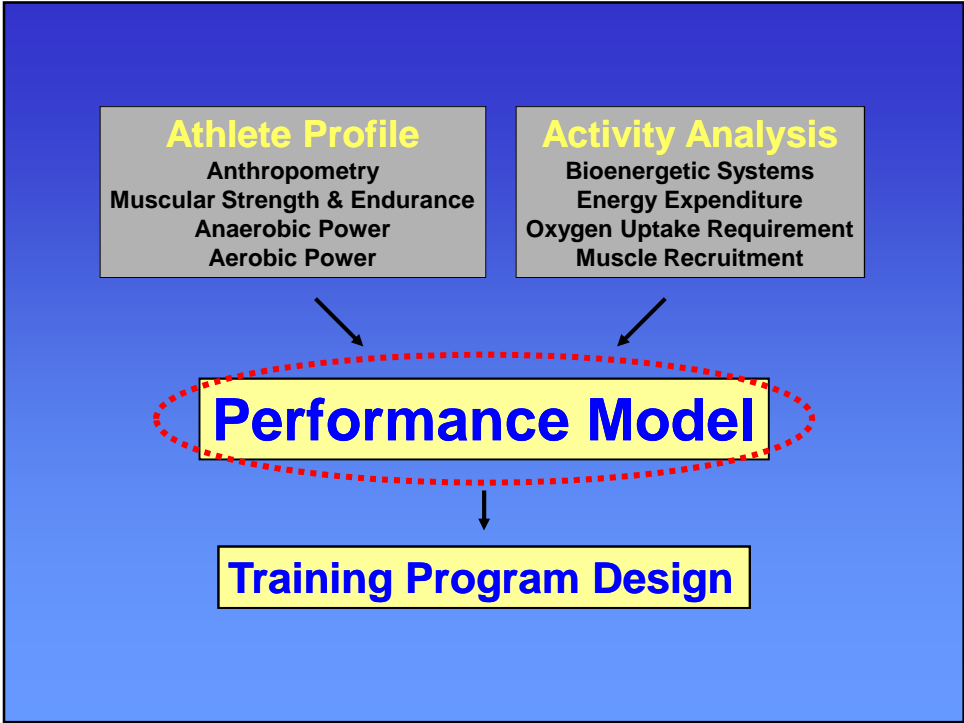 Athlete Profile
Anthropometry
Muscular Strength & Endurance
Anaerobic Power
Aerobic Power
Activity Analysis
Bioenergetic Systems
Energy Expenditure
Oxygen Uptake Requirement
Muscle Recruitment
Performance Model
Training Program Design